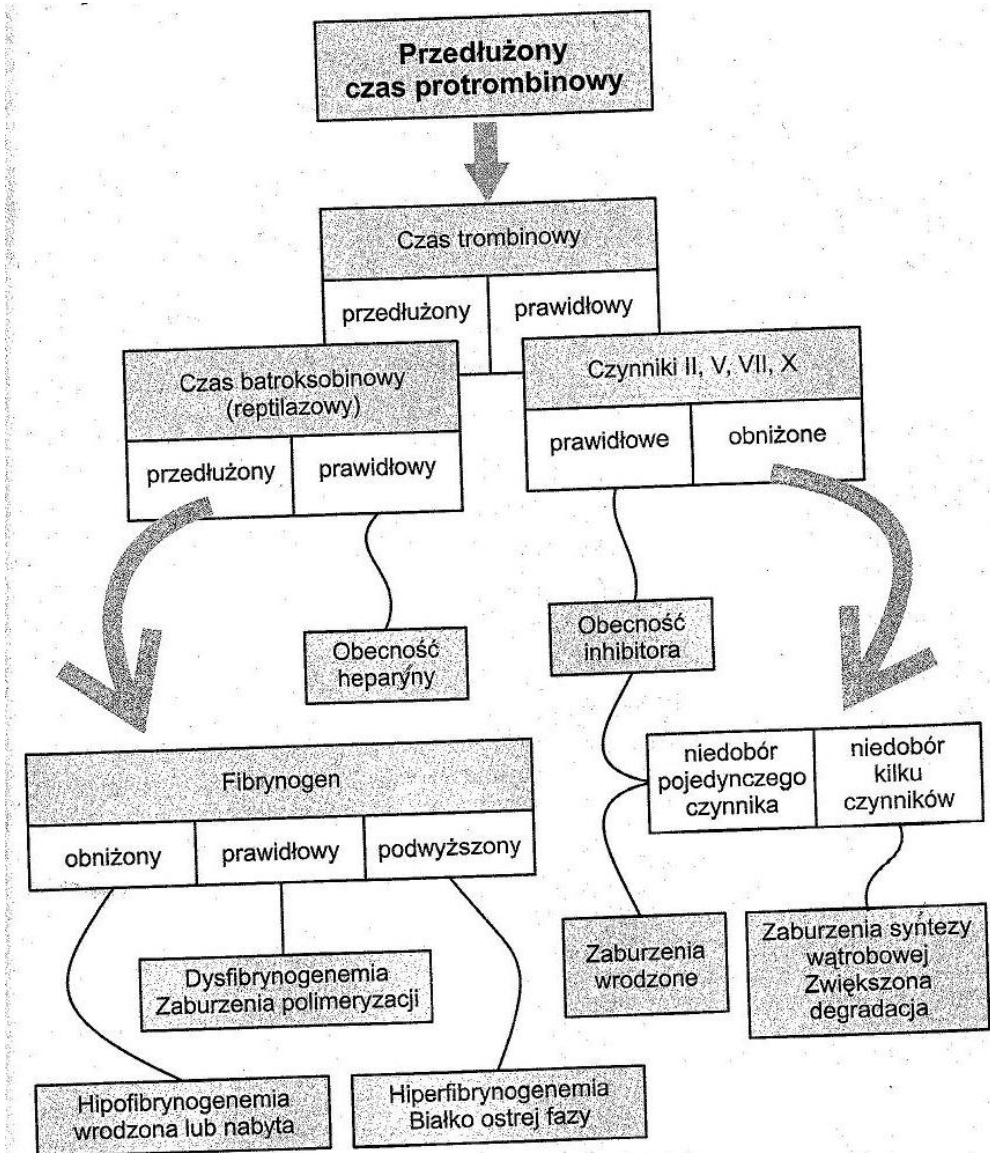 Przedłużony
czas protrombinowy
Czas trombinowy
przedłużony
prawidłowy
Czas batroksobinowy
(reptilazowy)
przedłużony
prawidłowy
Czynniki II, V, VII, X
prawidłowe
obniżone
Obecność
heparyny
Obecność
inhibitora
niedobór
pojedynczego
czynnika
niedobór
kilku
czynników
Fibrynogen
obniżony
prawidłowy
podwyższony
Dysfibrynogenemia
Zaburzenia polimeryzacji
Zaburzenia
wrodzone
Zaburzenia syntezy
wątrobowej
Zwiększona
degradacja
Hipofibrynogenemia
wrodzona lub nabyta
Hiperfibrynogenemia
Białko ostrej fazy